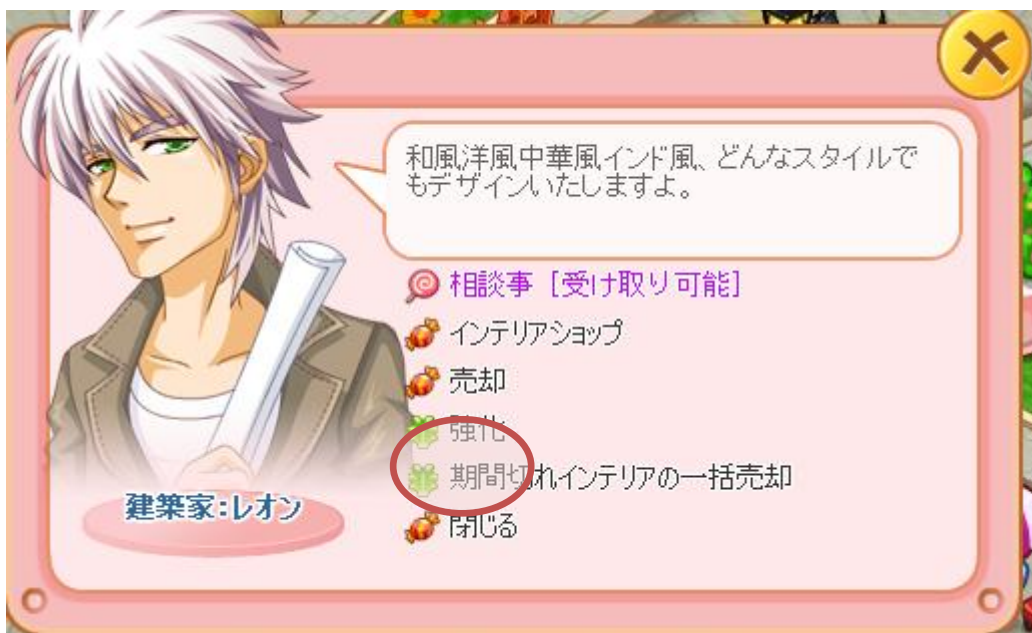 和風洋風中華風インド風、どんなスタイルで
もデザインいたしますよ。
相談事［受け取り可能］
インテリアショップ
売却
強化
期間切れインテリアの一括売却
閉じる
建築家:レオン